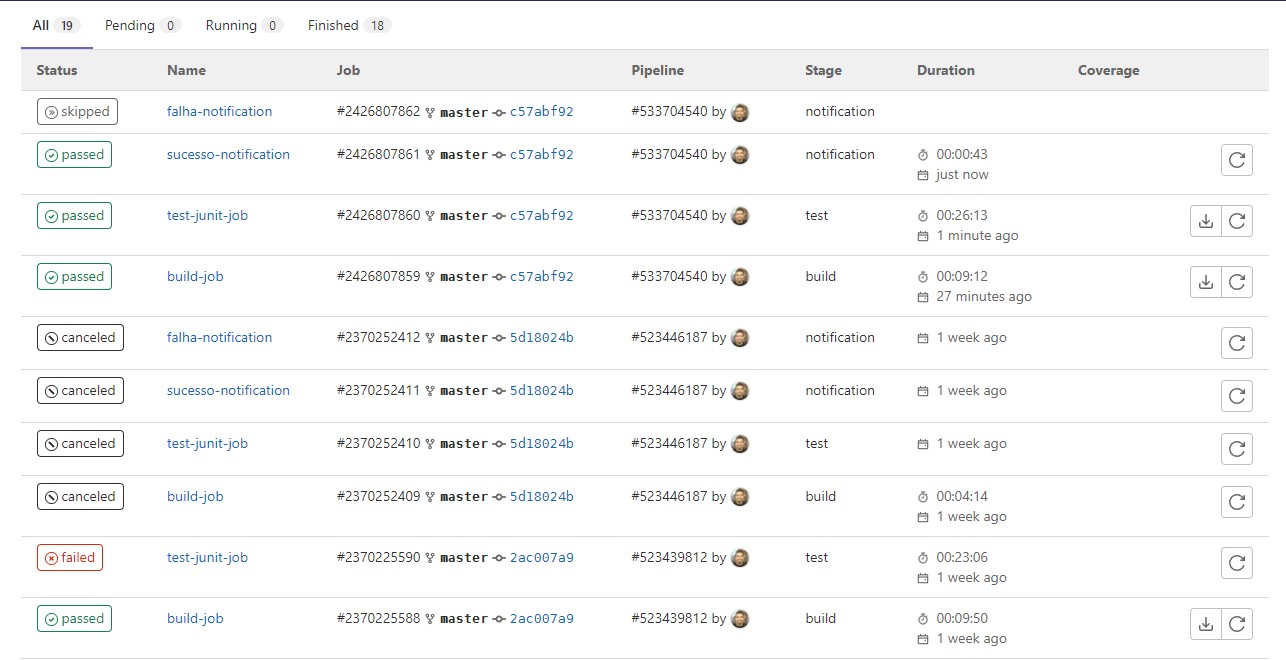 All 19 Pending 0 Running 0 Finished 18
Status Name Job Pipeline Stage Duration Coverage
skipped falha-notification #2426807862 master c57abf92 #533704540 by notification
passed sucesso-notification #2426807861 master c57abf92 #533704540 by notification 00:00:43
just now
passed test-junit-job #2426807860 master c57abf92 #533704540 by test 00:26:13
1 minute ago
passed build-job #2426807859 master c57abf92 #533704540 by build 00:09:12
27 minutes ago
canceled falha-notification #2370252412 master 5d18024b #523446187 by notification 1 week ago
canceled sucesso-notification #2370252411 master 5d18024b #523446187 by notification 1 week ago
canceled test-junit-job #2370252410 master 5d18024b #523446187 by test 1 week ago
canceled build-job #2370252409 master 5d18024b #523446187 by build 00:04:14
1 week ago
failed test-junit-job #2370225590 master 2ac007a9 #523439812 by test 00:23:06
1 week ago
passed build-job #2370225588 master 2ac007a9 #523439812 by build 00:09:50
1 week ago